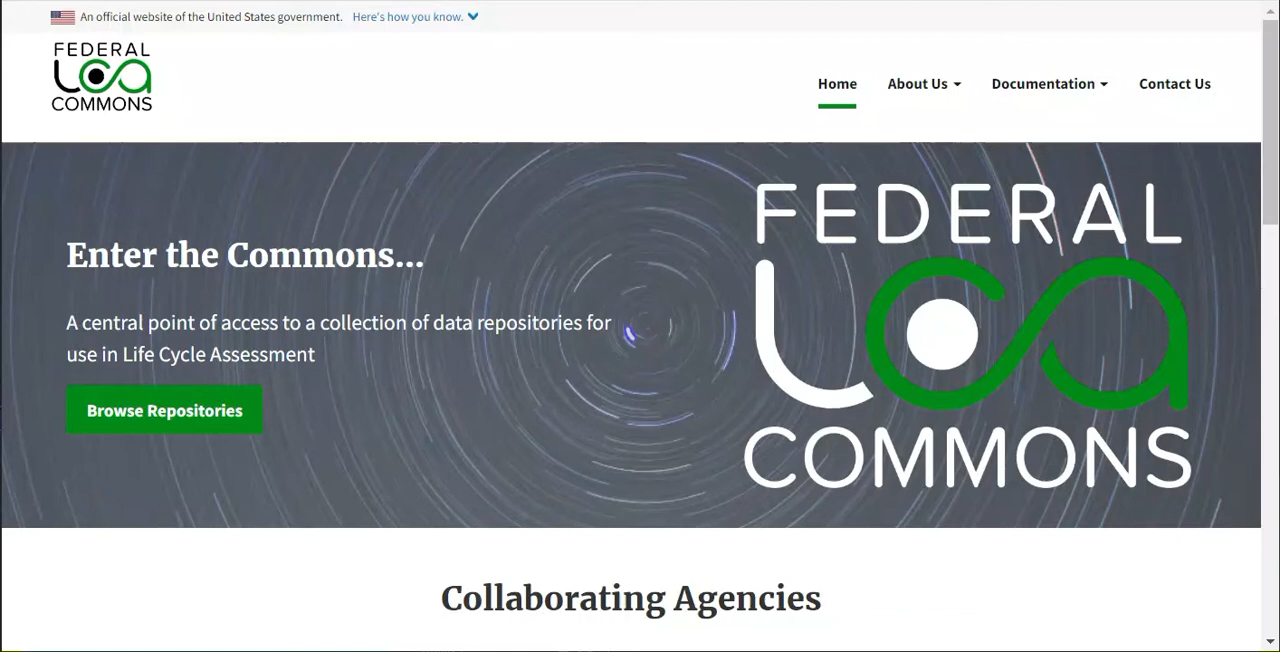 An official website of the United States government. Here's how you know.
FEDERAL
LCA
COMMONS
Home About Us Documentation Contact Us
FEDERAL
LCA
COMMONS
Enter the Commons...
A central point of access to a collection of data repositories for
use in Life Cycle Assessment
Browse Repositories
Collaborating Agencies